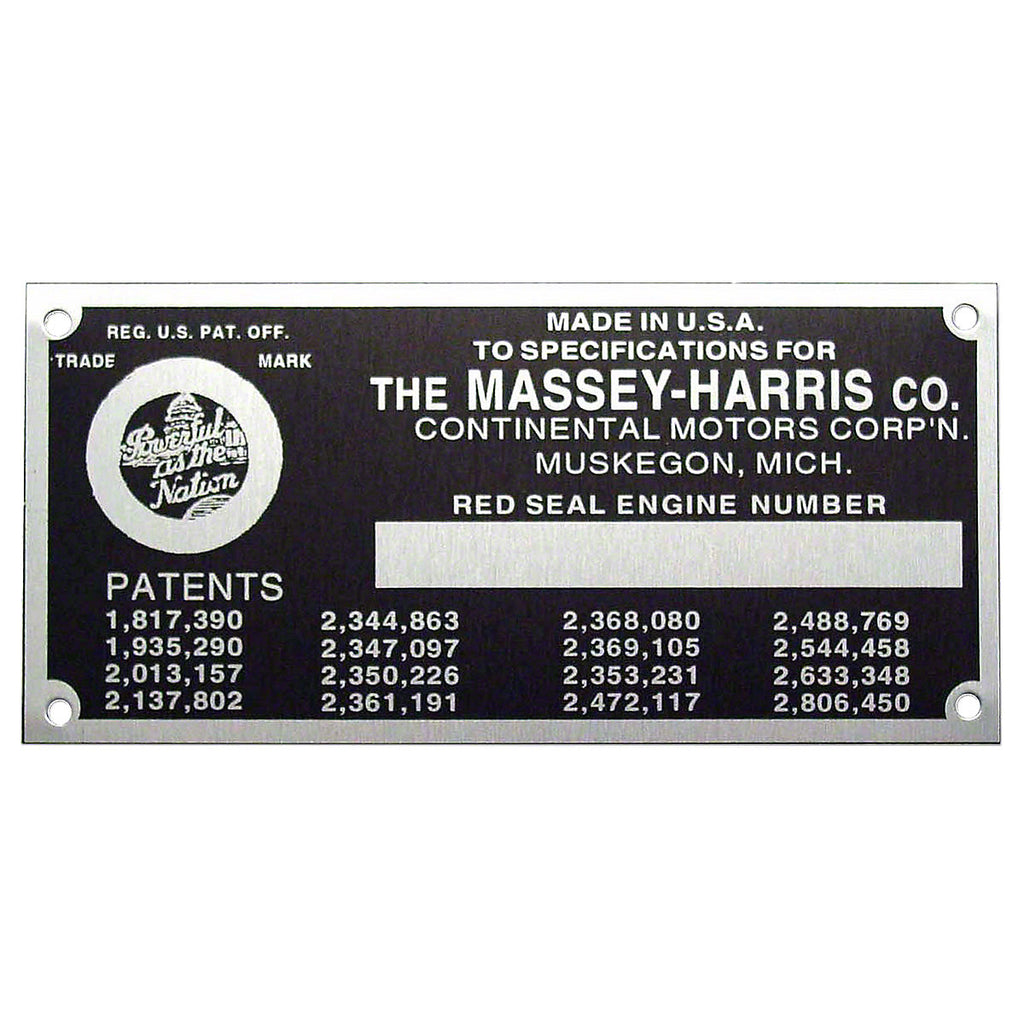 REG. U.S. PAT. OFF.
TRADE MARK
Powerful
as the
Nation
MADE IN U.S.A.
TO SPECIFICATIONS FOR
THE MASSEY-HARRIS CO.
CONTINENTAL MOTORS CORP'N.
MUSKEGON, MICH.
RED SEAL ENGINE NUMBER
PATENTS
1,817,390 2,344,863 2,368,080 2,488,769
1,935,290 2,347,097 2,369,105 2,544,458
2,013,157 2,350,226 2,353,231 2,633,348
2,137,802 2,361,191 2,472,117 2,806,450